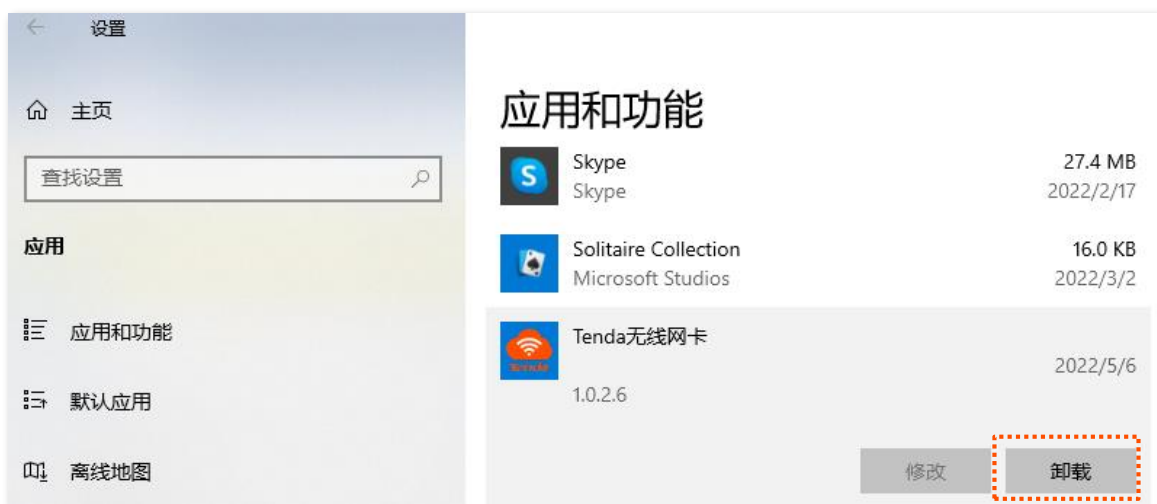 设置
主页
查找设置
应用
应用和功能
默认应用
离线地图
应用和功能
Skype 27.4 MB
Skype 2022/2/17
Solitaire Collection 16.0 KB
Microsoft Studios 2022/3/2
Tenda
Tenda无线网卡
2022/5/6
1.0.2.6
修改 卸载